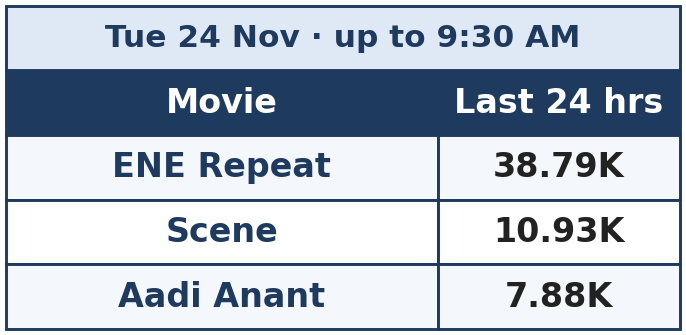 Tue 24 Nov · up to 9:30 AM
Movie Last 24 hrs
ENE Repeat 38.79K
Scene 10.93K
Aadi Anant 7.88K